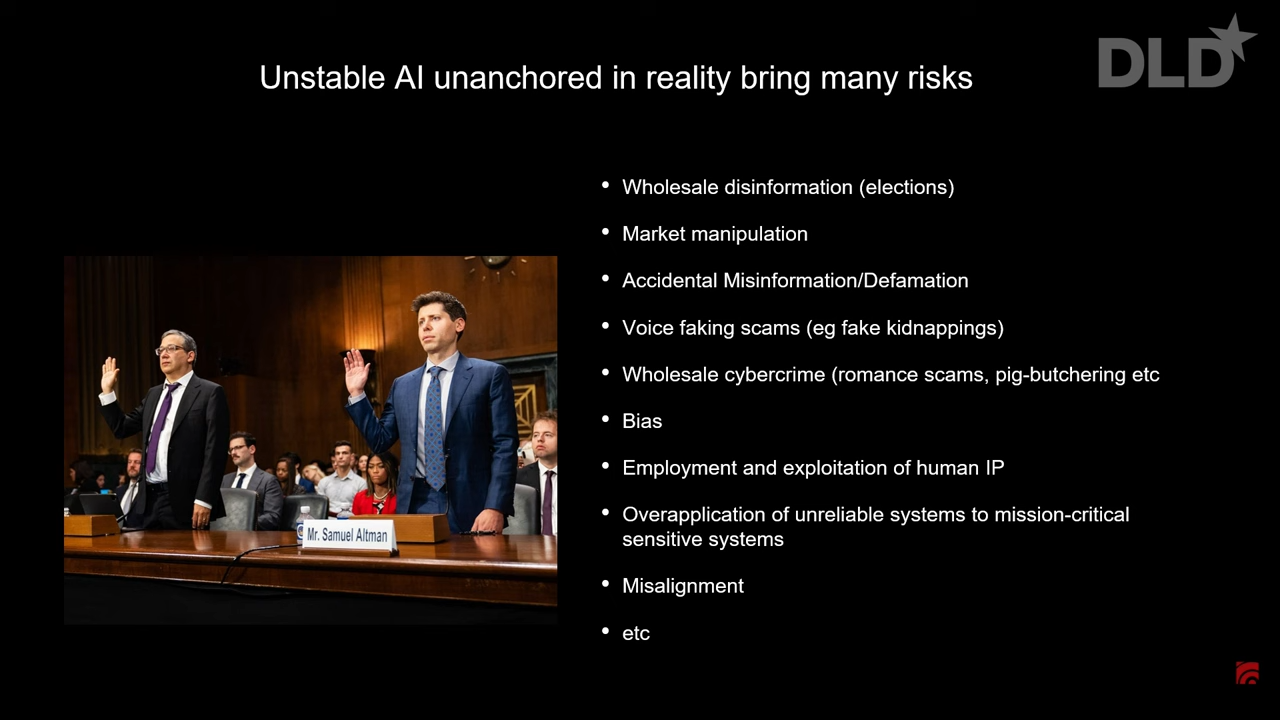 DLD
Unstable AI unanchored in reality bring many risks
• Wholesale disinformation (elections)
• Market manipulation
• Accidental Misinformation/Defamation
• Voice faking scams (eg fake kidnappings)
• Wholesale cybercrime (romance scams, pig-butchering etc
• Bias
• Employment and exploitation of human IP
• Overapplication of unreliable systems to mission-critical
sensitive systems
• Misalignment
• etc
Mr. Samuel Altman